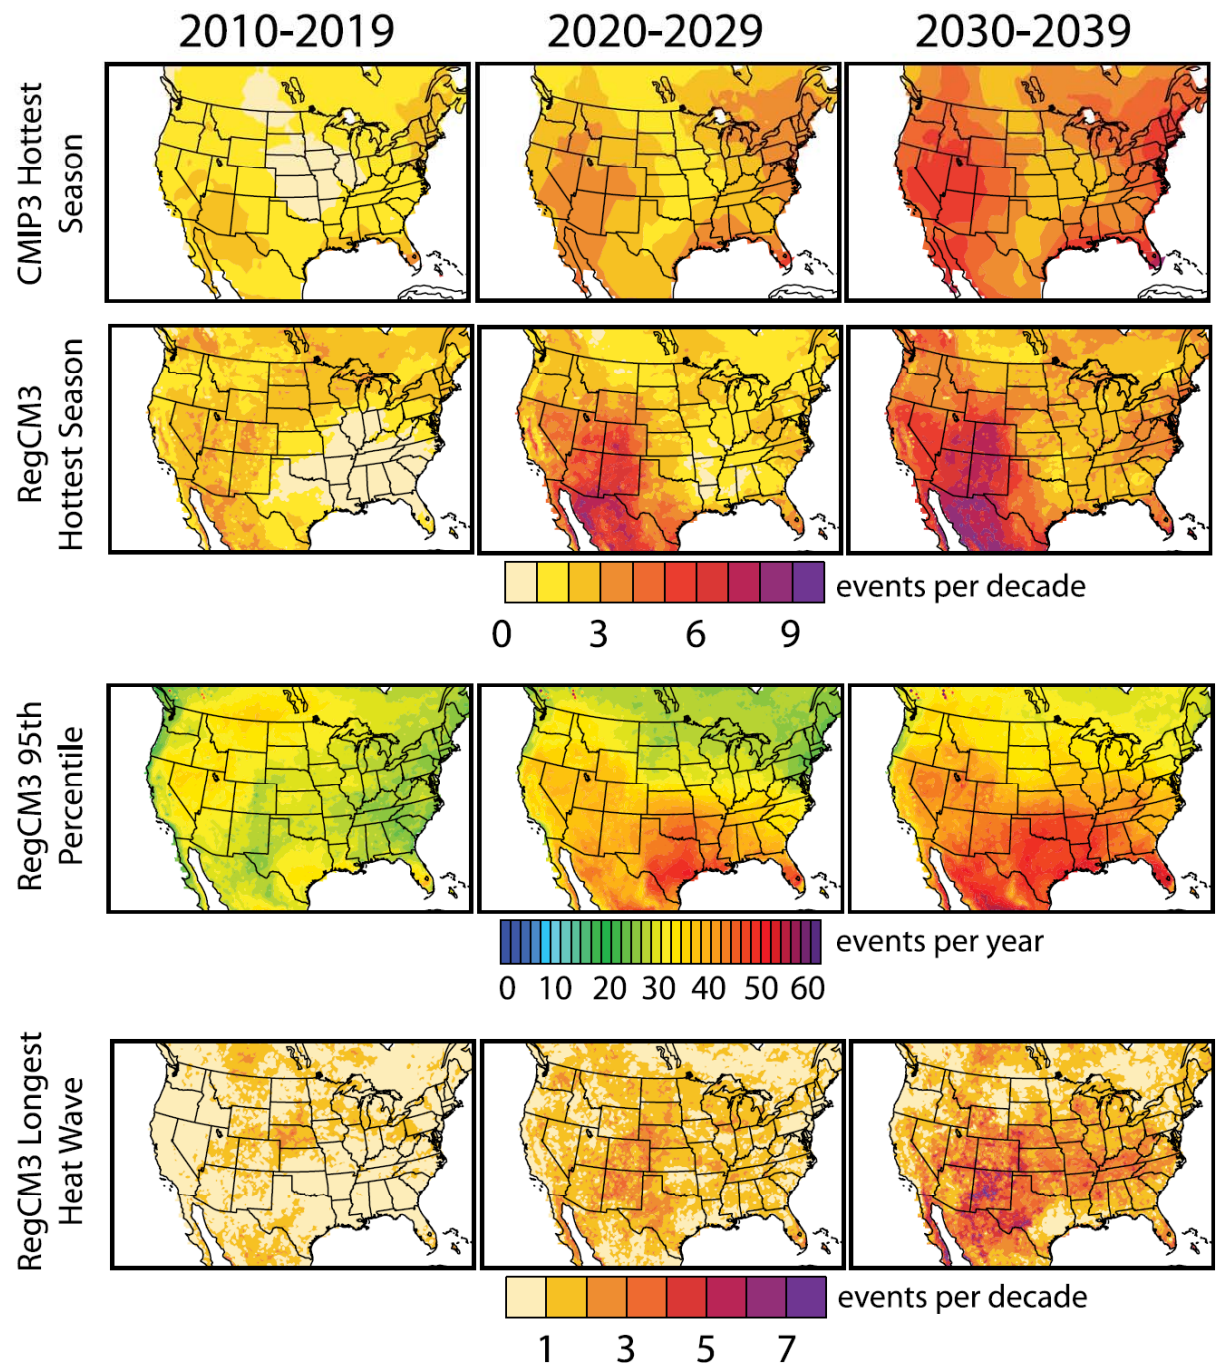 2010-2019 2020-2029 2030-2039
CMIP3 Hottest
Season
RegCM3
Hottest Season
events per decade
0 3 6 9
RegCM3 95th
Percentile
events per year
0 10 20 30 40 50 60
RegCM3 Longest
Heat Wave
events per decade
1 3 5 7